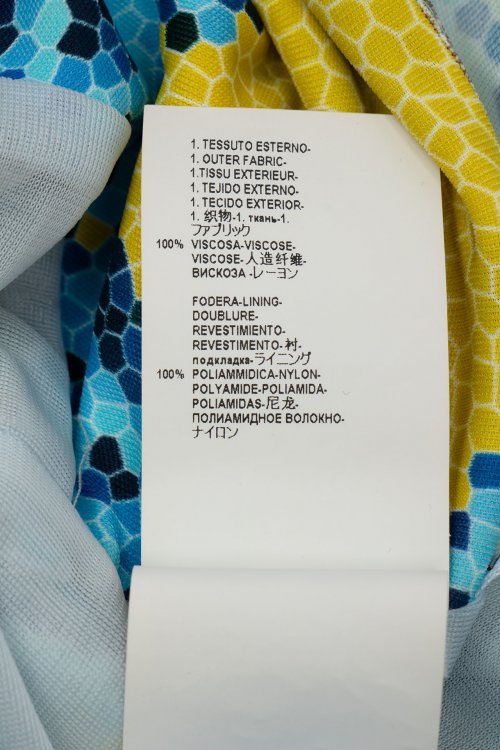 1. TESSUTO ESTERNO-
1. OUTER FABRIC-
1.TISSU EXTERIEUR-
1. TEJIDO EXTERNO-
1. TECIDO EXTERIOR-
1. 织物-1. ткань-1.
ファブリック
100% VISCOSA-VISCOSE-
VISCOSE-人造纤维-
ВИСКОЗА -レーヨン
FODERA-LINING-
DOUBLURE-
REVESTIMIENTO-
REVESTIMENTO-衬-
подкладка-ライニング
100% POLIAMMIDICA-NYLON-
POLYAMIDE-POLIAMIDA-
POLIAMIDAS-尼龙-
ПОЛИАМИДНОЕ ВОЛОКНО-
ナイロン